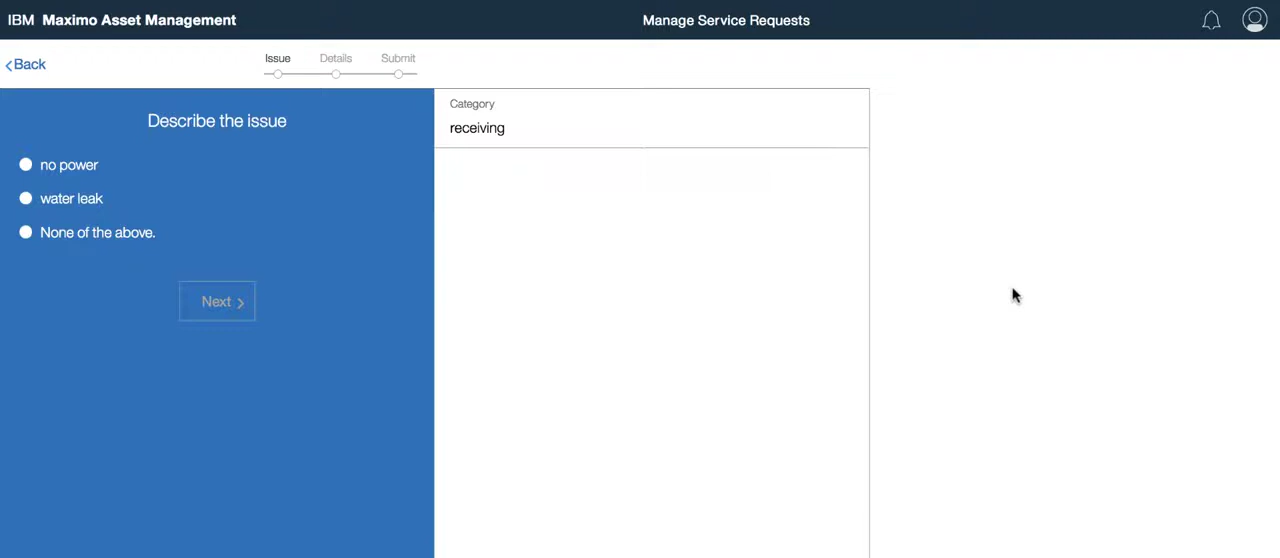 IBM Maximo Asset Management
Manage Service Requests
Back
Issue
Details
Submit
Describe the issue
no power
water leak
None of the above.
Next
Category
receiving